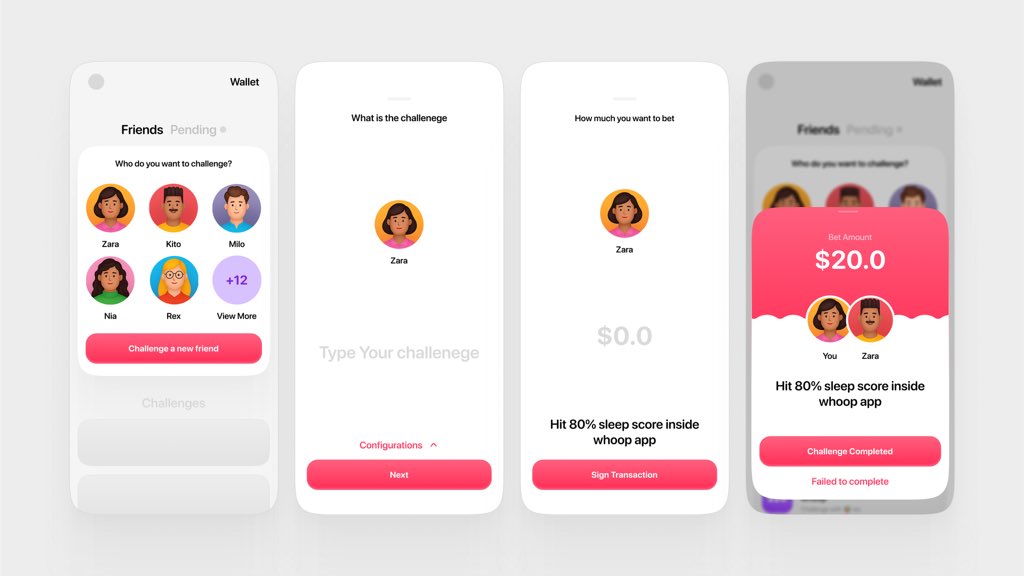 Wallet
Friends Pending
Who do you want to challenge?
Zara Kito Milo
+12
Nia Rex View More
Challenge a new friend
Challenges
What is the challenege
Zara
Type Your challenege
Configurations
Next
How much you want to bet
Zara
$0.0
Hit 80% sleep score inside
whoop app
Sign Transaction
Wallet
Friends Pending
Who do you want to challenge?
Bet Amount
$20.0
You Zara
Hit 80% sleep score inside
whoop app
Challenge Completed
Failed to complete